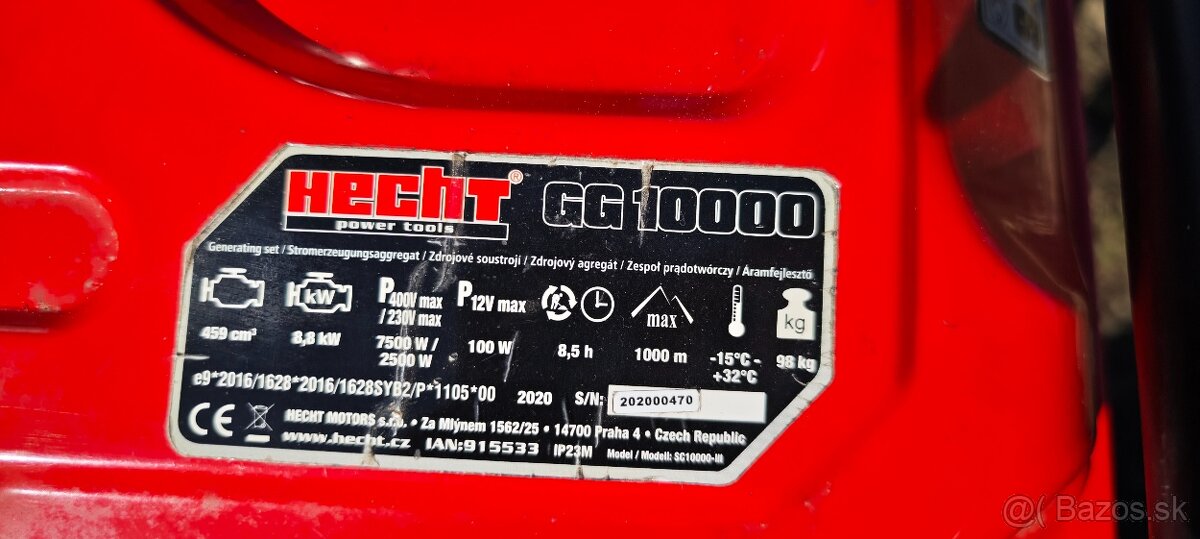 HECHT® GG 10000
power tools
Generating set / Stromerzeugungsaggregat / Zdrojové soustrojí / Zdrojový agregát / Zespoł prądotwórczy / Áramfejlesztő
kW P400V max / 230V max P12V max max kg
459 cm³ 8,8 kW 7500 W / 2500 W 100 W 8,5 h 1000 m -15°C - +32°C 98 kg
e9*2016/1628*2016/1628SYB2/P*1105*00 2020 S/N: 202000470
CE HECHT MOTORS s.r.o. • Za Mlýnem 1562/25 • 14700 Praha 4 • Czech Republic
www.hecht.cz IAN:915533 IP23M Model / Modell: SC10000-III
@( Bazos.sk